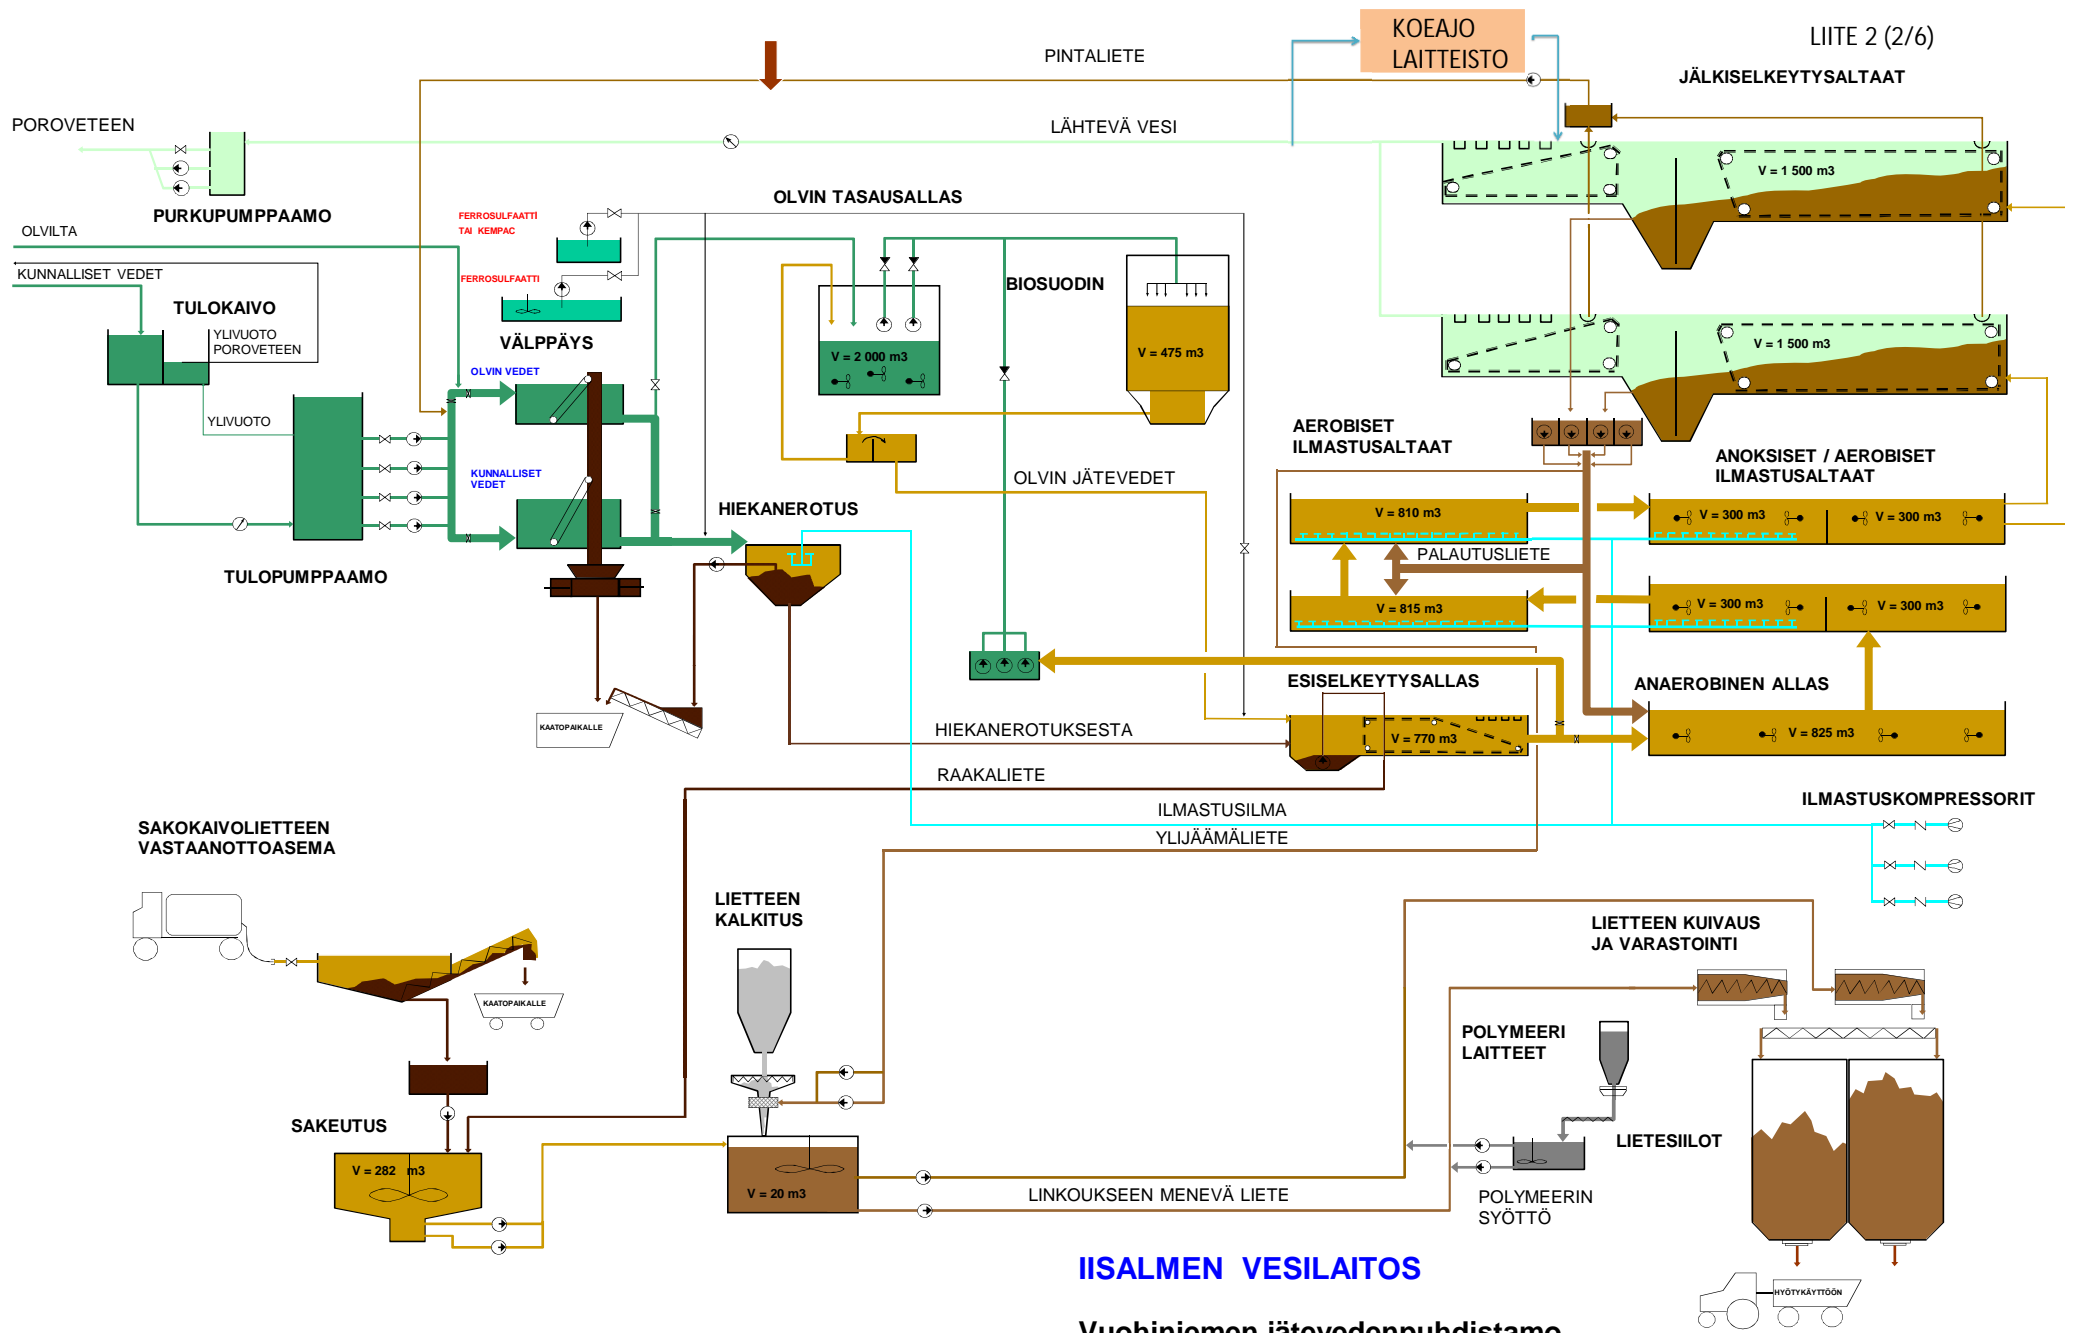 KOEAJO
LAITTEISTO
LIITE 2 (2/6)
PINTALIETE
JÄLKISELKEYTYSALTAAT
POROVETEEN
LÄHTEVÄ VESI
V = 1 500 m3
PURKUPUMPPAAMO
OLVIN TASAUSALLAS
FERROSULFAATTI
TAI KEMPAC
OLVILTA
KUNNALLISET VEDET
FERROSULFAATTI
BIOSUODIN
TULOKAIVO
YLIVUOTO
POROVETEEN
VÄLPPÄYS
V = 2 000 m3
V = 475 m3
V = 1 500 m3
OLVIN VEDET
YLIVUOTO
AEROBISET
ILMASTUSALTAAT
ANOKSISET / AEROBISET
ILMASTUSALTAAT
KUNNALLISET
VEDET
OLVIN JÄTEVEDET
HIEKANEROTUS
V = 810 m3
V = 300 m3
V = 300 m3
PALAUTUSLIETE
TULOPUMPPAAMO
V = 815 m3
V = 300 m3
V = 300 m3
ESISELKEYTYSALLAS
ANAEROBINEN ALLAS
KAATOPAIKALLE
HIEKANEROTUKSESTA
V = 770 m3
V = 825 m3
RAAKALIETE
ILMASTUSILMA
ILMASTUSKOMPRESSORIT
YLIJÄÄMÄLIETE
SAKOKAIVOLIETTEEN
VASTAANOTTOASEMA
LIETTEEN
KALKITUS
LIETTEEN KUIVAUS
JA VARASTOINTI
KAATOPAIKALLE
POLYMEERI
LAITTEET
SAKEUTUS
LIETESIILOT
V = 282 m3
V = 20 m3
LINKOUKSEEN MENEVÄ LIETE
POLYMEERIN
SYÖTTÖ
IISALMEN VESILAITOS
HYÖTYKÄYTTÖÖN
Vuohiniemen jätevedenpuhdistamo